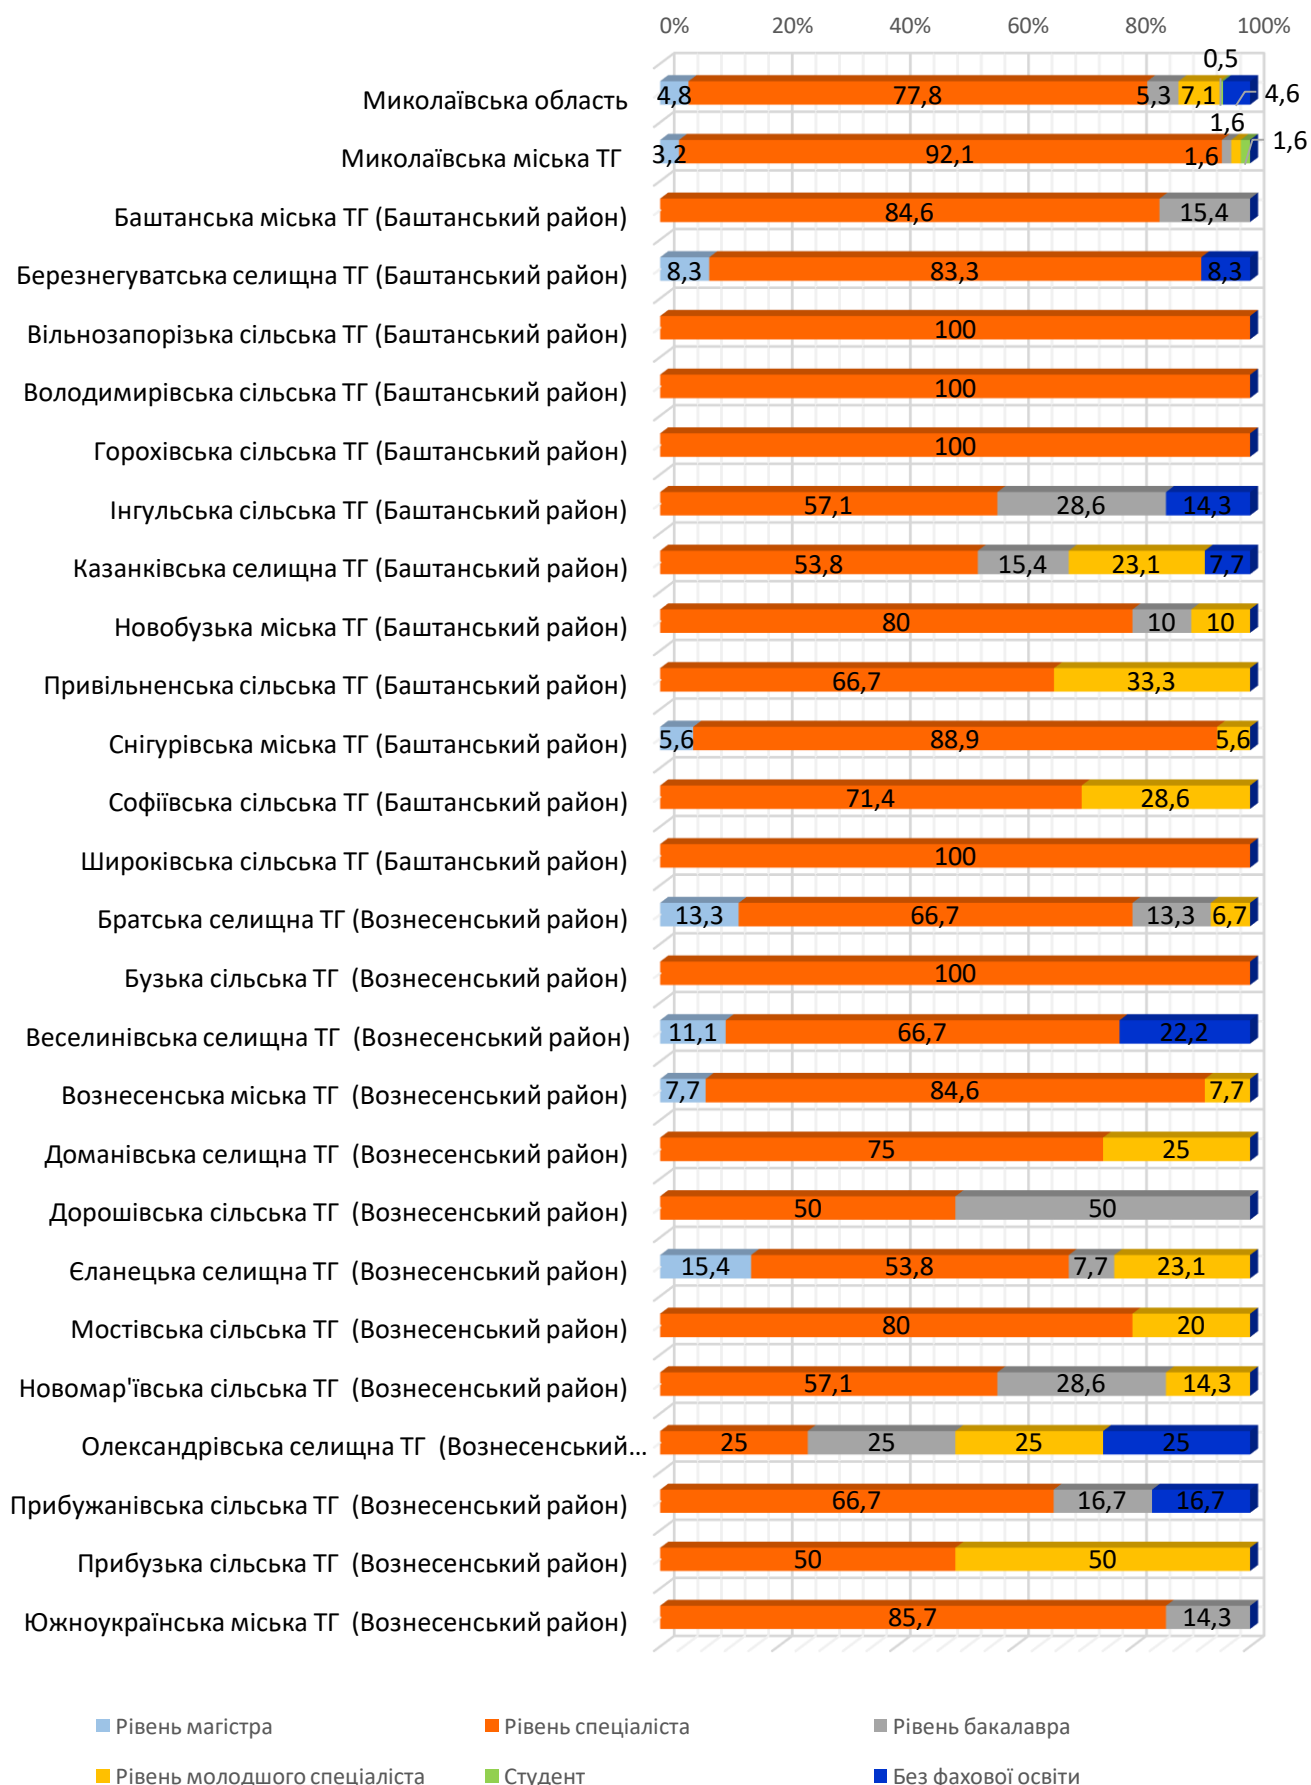 0% 20% 40% 60% 80% 100%
0,5
Миколаївська область 4,8 77,8 5,3 7,1 4,6
1,6
Миколаївська міська ТГ 3,2 92,1 1,6 1,6
Баштанська міська ТГ (Баштанський район) 84,6 15,4
Березнегуватська селищна ТГ (Баштанський район) 8,3 83,3 8,3
Вільнозапорізька сільська ТГ (Баштанський район) 100
Володимирівська сільська ТГ (Баштанський район) 100
Горохівська сільська ТГ (Баштанський район) 100
Інгульська сільська ТГ (Баштанський район) 57,1 28,6 14,3
Казанківська селищна ТГ (Баштанський район) 53,8 15,4 23,1 7,7
Новобузька міська ТГ (Баштанський район) 80 10 10
Привільненська сільська ТГ (Баштанський район) 66,7 33,3
Снігурівська міська ТГ (Баштанський район) 5,6 88,9 5,6
Софіївська сільська ТГ (Баштанський район) 71,4 28,6
Широківська сільська ТГ (Баштанський район) 100
Братська селищна ТГ (Вознесенський район) 13,3 66,7 13,3 6,7
Бузька сільська ТГ (Вознесенський район) 100
Веселинівська селищна ТГ (Вознесенський район) 11,1 66,7 22,2
Вознесенська міська ТГ (Вознесенський район) 7,7 84,6 7,7
Доманівська селищна ТГ (Вознесенський район) 75 25
Дорошівська сільська ТГ (Вознесенський район) 50 50
Єланецька селищна ТГ (Вознесенський район) 15,4 53,8 7,7 23,1
Мостівська сільська ТГ (Вознесенський район) 80 20
Новомар'ївська сільська ТГ (Вознесенський район) 57,1 28,6 14,3
Олександрівська селищна ТГ (Вознесенський... 25 25 25 25
Прибужанівська сільська ТГ (Вознесенський район) 66,7 16,7 16,7
Прибузька сільська ТГ (Вознесенський район) 50 50
Южноукраїнська міська ТГ (Вознесенський район) 85,7 14,3
Рівень магістра Рівень спеціаліста Рівень бакалавра
Рівень молодшого спеціаліста Студент Без фахової освіти